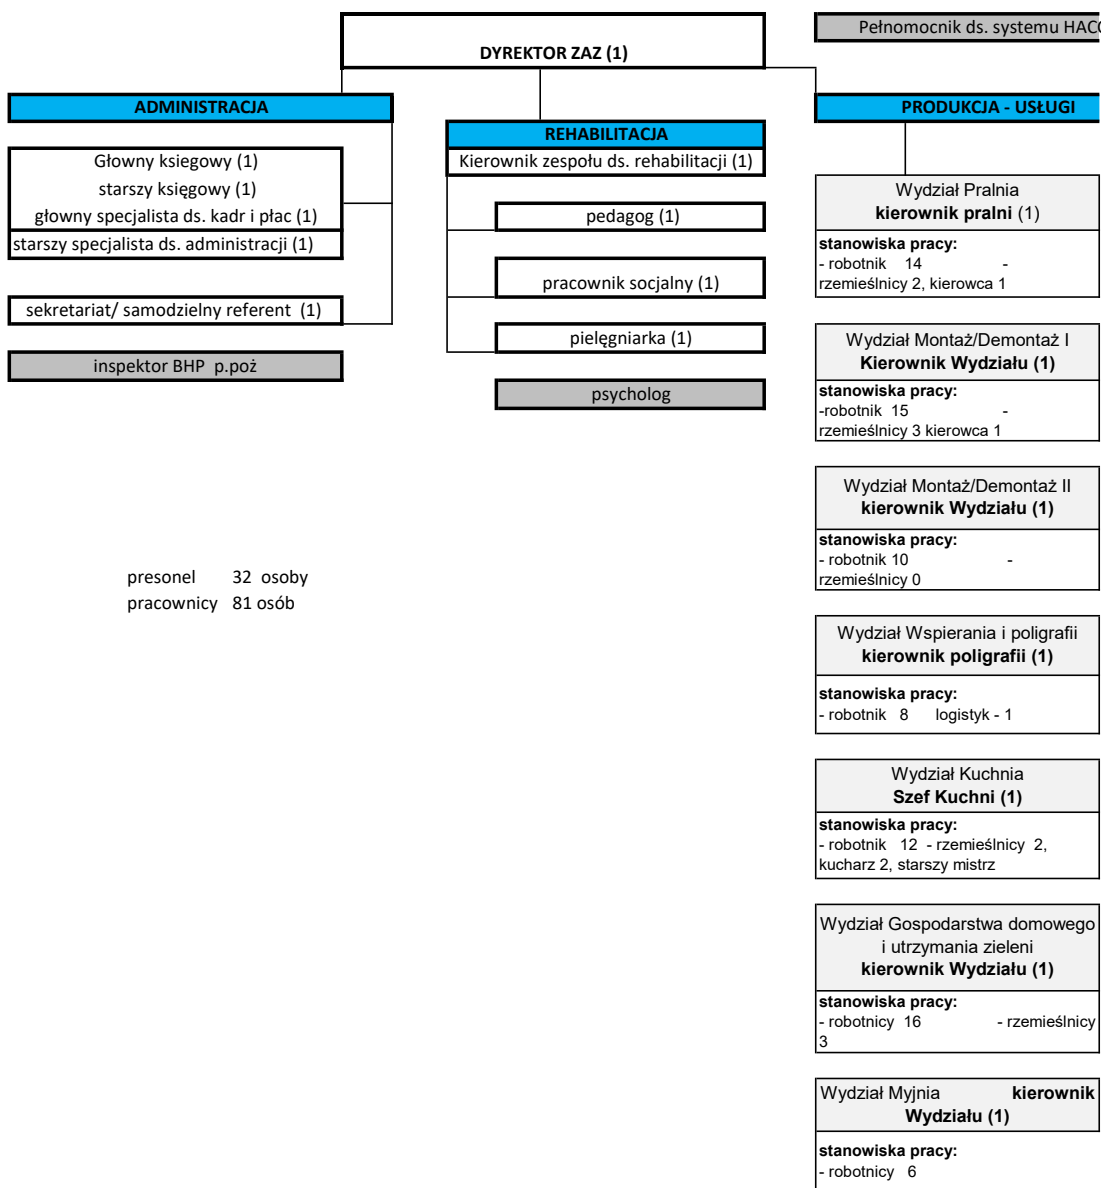 DYREKTOR ZAZ (1)
Pełnomocnik ds. systemu
ADMINISTRACJA
Głowny ksiegowy (1)
starszy księgowy (1)
głowny specjalista ds. kadr i płac (1)
starszy specjalista ds. administracji (1)
sekretariat/ samodzielny referent (1)
inspektor BHP p.poż
REHABILITACJA
Kierownik zespołu ds. rehabilitacji (1)
pedagog (1)
pracownik socjalny (1)
pielęgniarka (1)
psycholog
presonel 32 osoby
pracownicy 81 osób
PRODUKCJA - USŁUGI
Wydział Pralnia
kierownik pralni (1)
stanowiska pracy:
- robotnik 14 -
rzemieślnicy 2, kierowca 1
Wydział Montaż/Demontaż I
Kierownik Wydziału (1)
stanowiska pracy:
-robotnik 15 -
rzemieślnicy 3 kierowca 1
Wydział Montaż/Demontaż II
kierownik Wydziału (1)
stanowiska pracy:
- robotnik 10 -
rzemieślnicy 0
Wydział Wspierania i poligrafii
kierownik poligrafii (1)
stanowiska pracy:
- robotnik 8 logistyk - 1
Wydział Kuchnia
Szef Kuchni (1)
stanowiska pracy:
- robotnik 12 - rzemieślnicy 2,
kucharz 2, starszy mistrz
Wydział Gospodarstwa domowego
i utrzymania zieleni
kierownik Wydziału (1)
stanowiska pracy:
- robotnicy 16 - rzemieślnicy
3
Wydział Myjnia kierownik
Wydziału (1)
stanowiska pracy:
- robotnicy 6